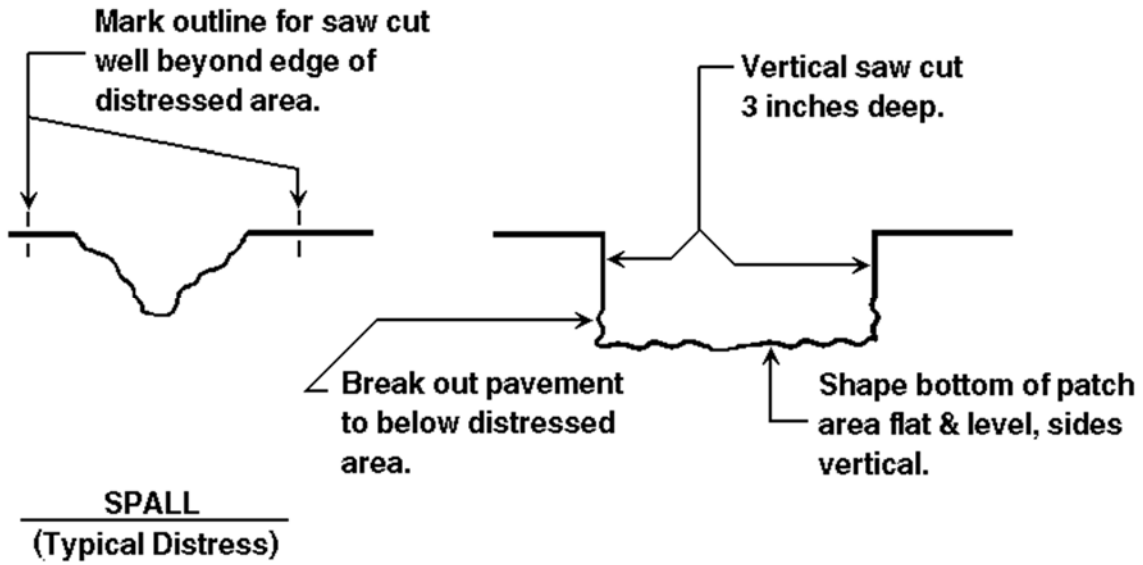 Mark outline for saw cut
well beyond edge of
distressed area.
Vertical saw cut
3 inches deep.
Break out pavement
to below distressed
area.
Shape bottom of patch
area flat & level, sides
vertical.
SPALL
(Typical Distress)